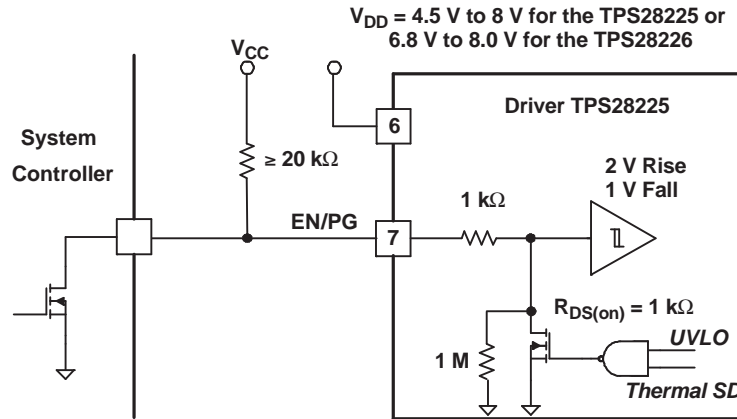 V_DD = 4.5 V to 8 V for the TPS28225 or
6.8 V to 8.0 V for the TPS28226
V_CC
Driver TPS28225
6
System
Controller
≥ 20 kΩ
2 V Rise
1 V Fall
1 kΩ
EN/PG
7
R_DS(on) = 1 kΩ
1 M
UVLO
Thermal SD